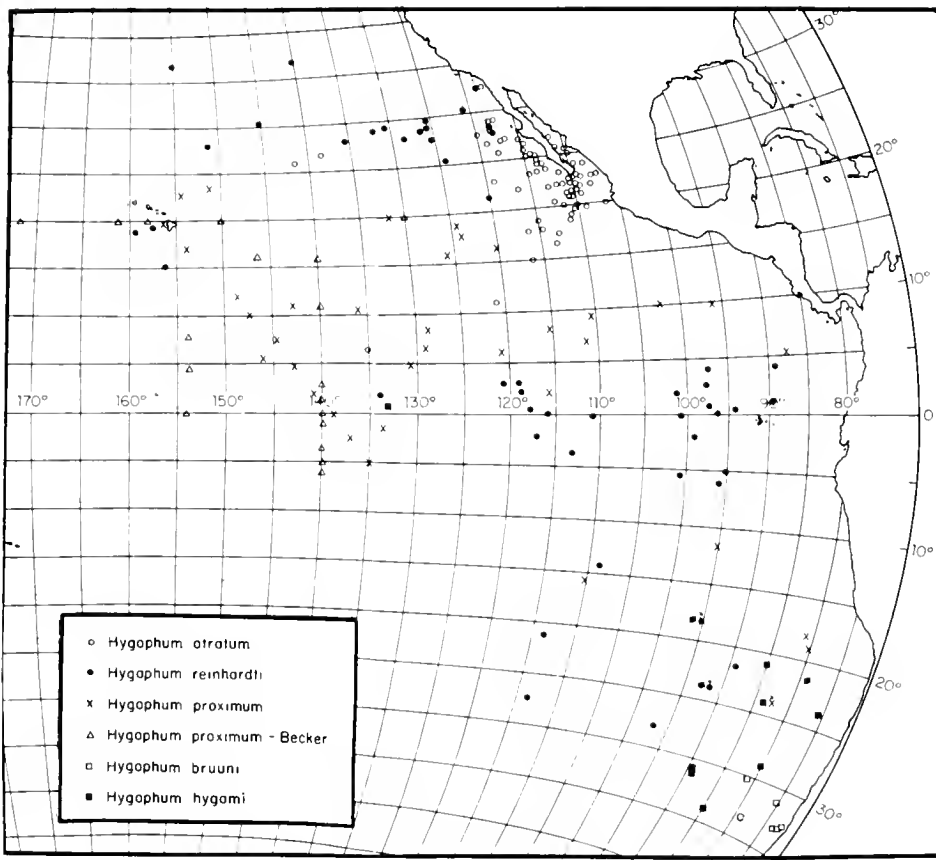 30°
20°
10°
170° 160° 150° 140° 130° 120° 110° 100° 90° 80° 0
10°
20°
30°
Hygophum atratum
Hygophum reinhardti
Hygophum proximum
Hygophum proximum - Becker
Hygophum bruuni
Hygophum hygomi